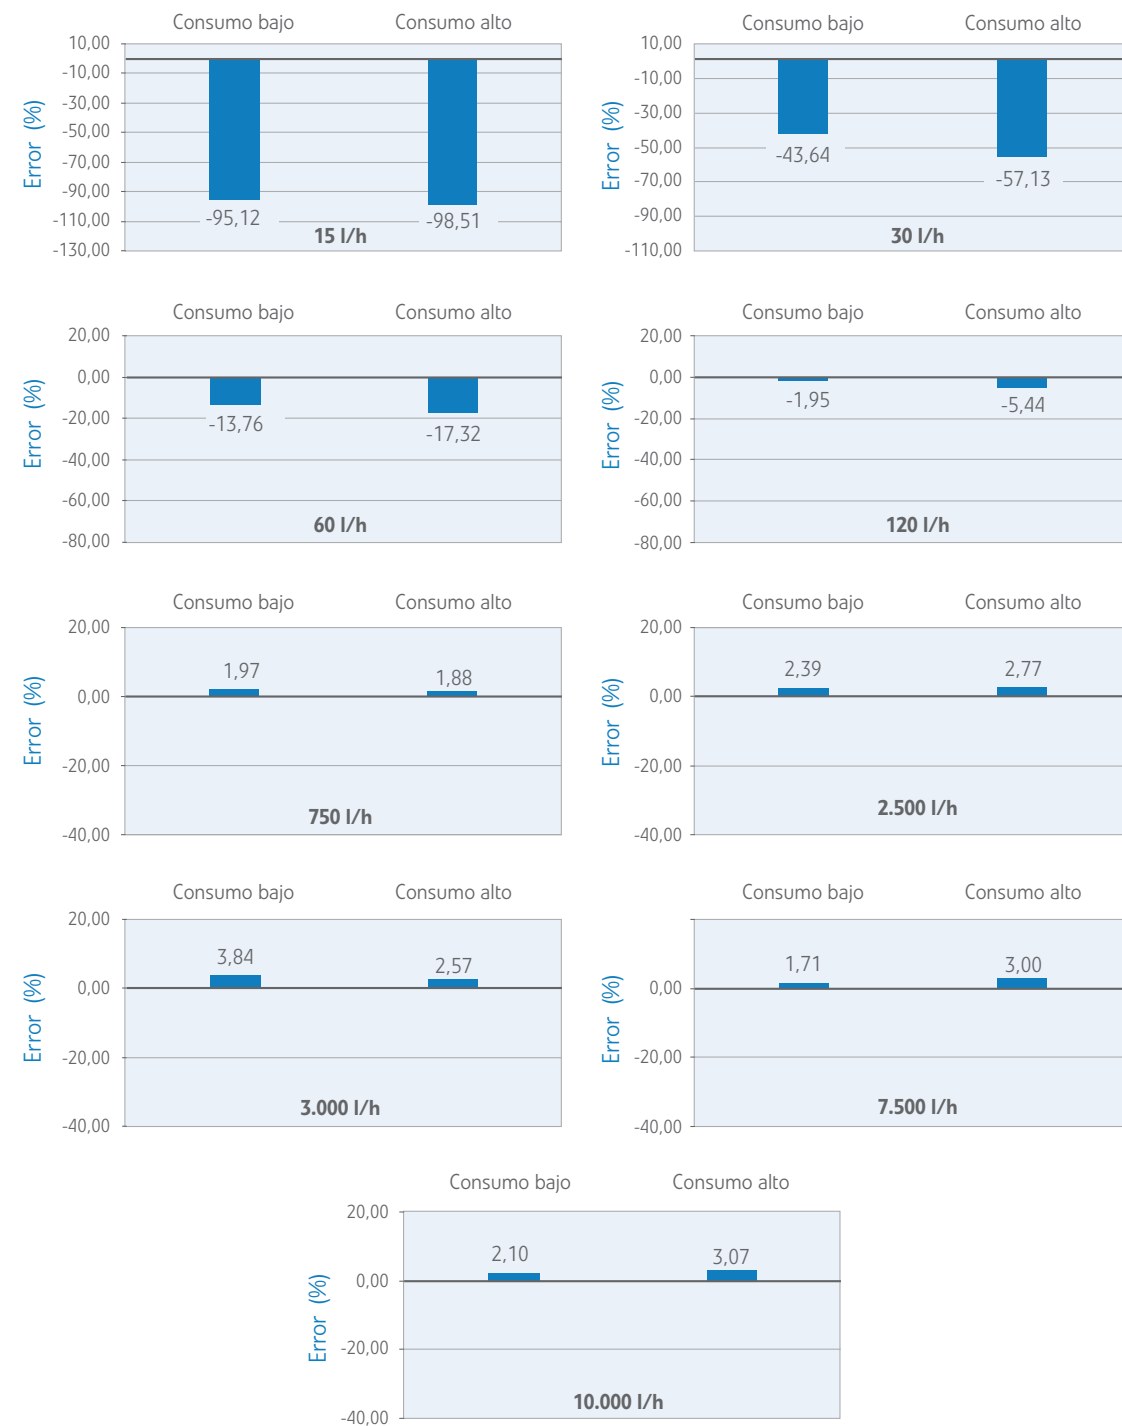 Consumo bajo Consumo alto
10,00
-10,00
-30,00
-50,00
-70,00
-90,00
-110,00
-130,00
Error (%)
-95,12
-98,51
15 l/h
Consumo bajo Consumo alto
10,00
-10,00
-30,00
-50,00
-70,00
-90,00
-110,00
Error (%)
-43,64
-57,13
30 l/h
Consumo bajo Consumo alto
20,00
0,00
-20,00
-40,00
-60,00
-80,00
Error (%)
-13,76
-17,32
60 l/h
Consumo bajo Consumo alto
20,00
0,00
-20,00
-40,00
-60,00
-80,00
Error (%)
-1,95
-5,44
120 l/h
Consumo bajo Consumo alto
20,00
0,00
-20,00
-40,00
Error (%)
1,97
1,88
750 l/h
Consumo bajo Consumo alto
20,00
0,00
-20,00
-40,00
Error (%)
2,39
2,77
2.500 l/h
Consumo bajo Consumo alto
20,00
0,00
-20,00
-40,00
Error (%)
3,84
2,57
3.000 l/h
Consumo bajo Consumo alto
0,00
-20,00
-40,00
Error (%)
1,71
3,00
7.500 l/h
Consumo bajo Consumo alto
20,00
0,00
-20,00
-40,00
Error (%)
2,10
3,07
10.000 l/h